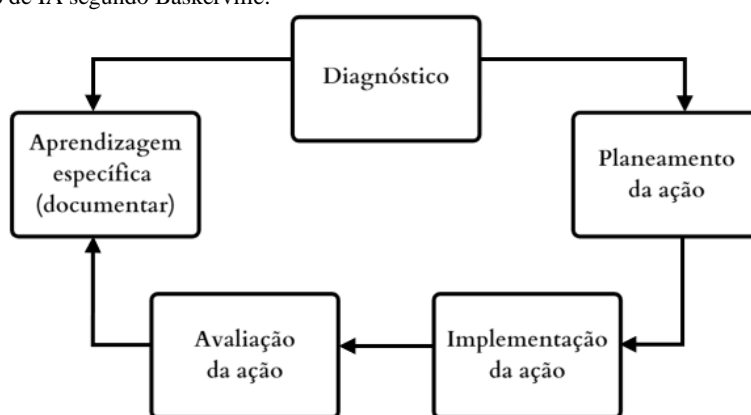 de IA segundo Baskerville.
Diagnóstico
Aprendizagem
específica
(documentar)
Planeamento
da ação
Avaliação
da ação
Implementação
da ação